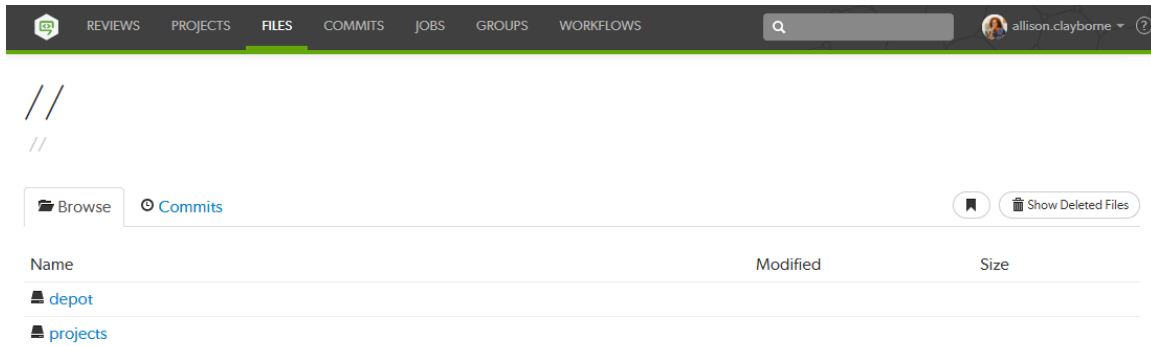 REVIEWS PROJECTS FILES COMMITS JOBS GROUPS WORKFLOWS allison.clayborne ?
//
//
Browse Commits Show Deleted Files
Name Modified Size
depot
projects